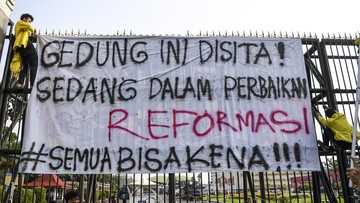 GEDUNG INI DISITA!
SEDANG DALAM PERBAIKAN
REFORMASI
#SEMUA BISA KENA!!!